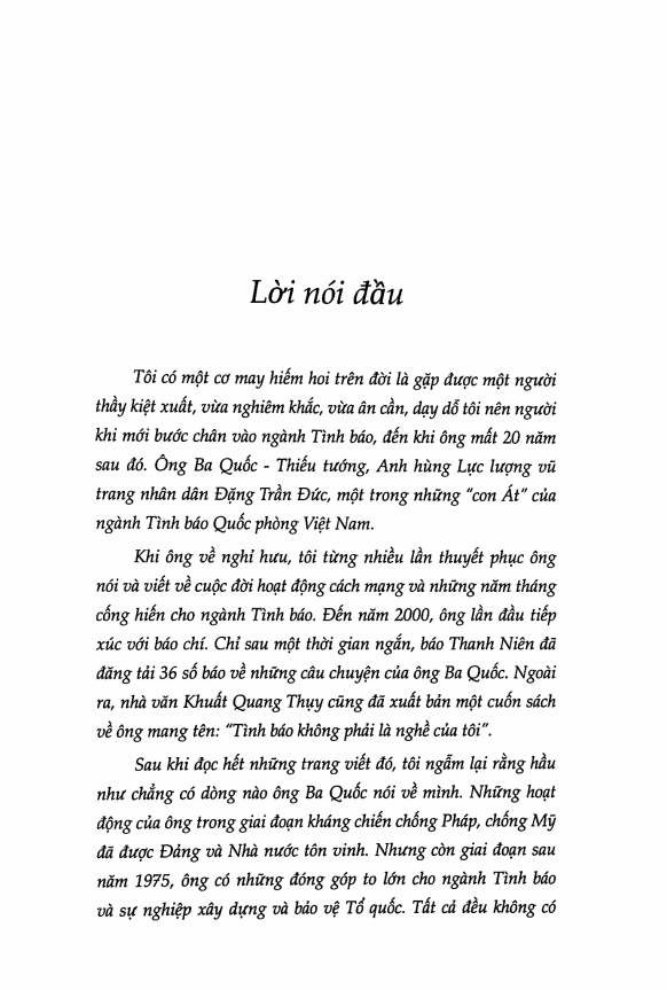 Lời nói đầu
Tôi có một cơ may hiếm hoi trên đời là gặp được một người
thầy kiệt xuất, vừa nghiêm khắc, vừa ân cần, dạy dỗ tôi nên người
khi mới bước chân vào ngành Tình báo, đến khi ông mất 20 năm
sau đó. Ông Ba Quốc - Thiếu tướng, Anh hùng Lực lượng vũ
trang nhân dân Đặng Trần Đức, một trong những "con Át" của
ngành Tình báo Quốc phòng Việt Nam.
Khi ông về nghỉ hưu, tôi từng nhiều lần thuyết phục ông
nói và viết về cuộc đời hoạt động cách mạng và những năm tháng
cống hiến cho ngành Tình báo. Đến năm 2000, ông lần đầu tiếp
xúc với báo chí. Chỉ sau một thời gian ngắn, báo Thanh Niên đã
đăng tải 36 số báo về những câu chuyện của ông Ba Quốc. Ngoài
ra, nhà văn Khuất Quang Thụy cũng đã xuất bản một cuốn sách
về ông mang tên: "Tình báo không phải là nghề của tôi".
Sau khi đọc hết những trang viết đó, tôi ngẫm lại rằng hầu
như chẳng có dòng nào ông Ba Quốc nói về mình. Những hoạt
động của ông trong giai đoạn kháng chiến chống Pháp, chống Mỹ
đã được Đảng và Nhà nước tôn vinh. Nhưng còn giai đoạn sau
năm 1975, ông có những đóng góp to lớn cho ngành Tình báo
và sự nghiệp xây dựng và bảo vệ Tổ quốc. Tất cả đều không có